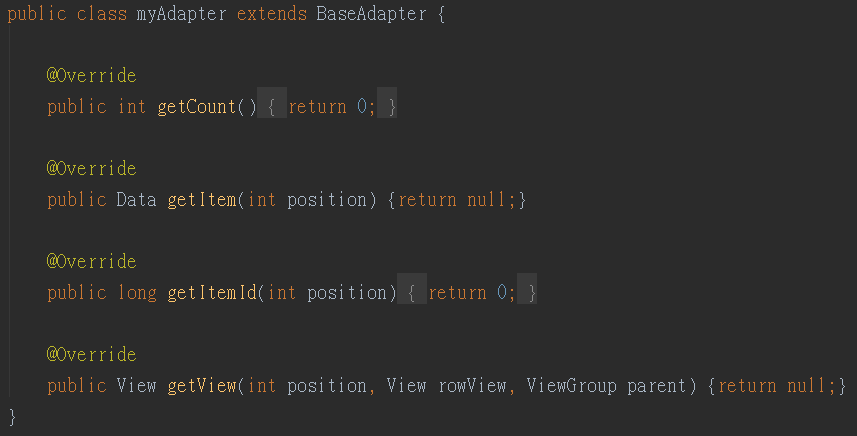 public class myAdapter extends BaseAdapter {
@Override
public int getCount() { return 0; }
@Override
public Data getItem(int position) {return null;}
@Override
public long getItemId(int position) { return 0; }
@Override
public View getView(int position, View rowView, ViewGroup parent) {return null;}
}